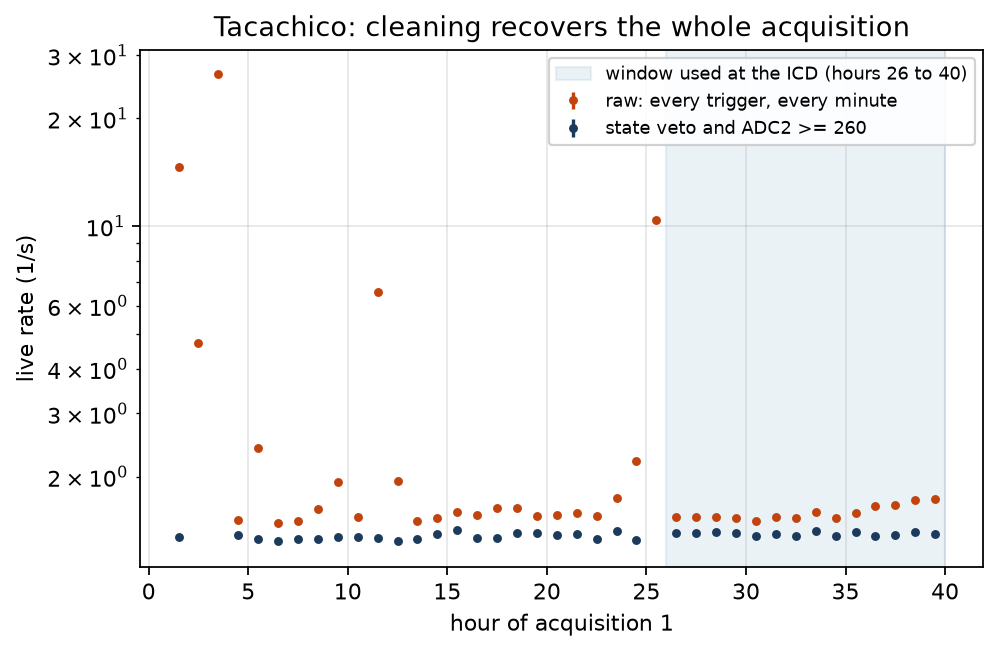 Tacachico: cleaning recovers the whole acquisition
live rate (1/s)
3 × 10¹
2 × 10¹
10¹
6 × 10⁰
4 × 10⁰
3 × 10⁰
2 × 10⁰
window used at the ICD (hours 26 to 40)
raw: every trigger, every minute
state veto and ADC2 >= 260
0 5 10 15 20 25 30 35 40
hour of acquisition 1